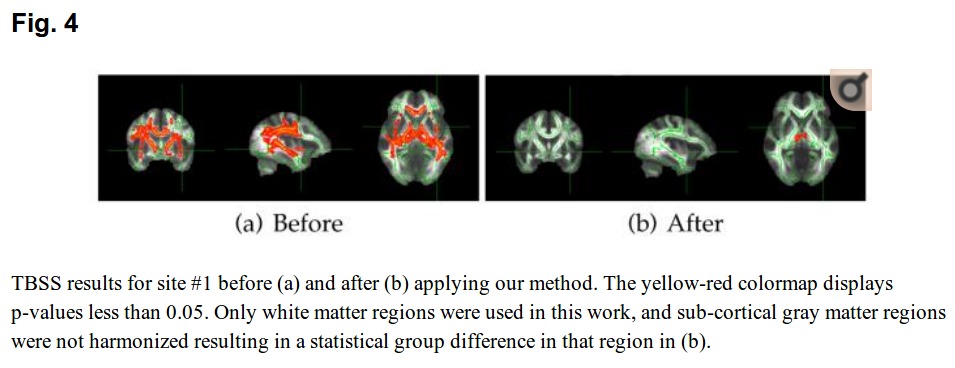 Fig. 4
(a) Before
(b) After
TBSS results for site #1 before (a) and after (b) applying our method. The yellow-red colormap displays
p-values less than 0.05. Only white matter regions were used in this work, and sub-cortical gray matter regions
were not harmonized resulting in a statistical group difference in that region in (b).